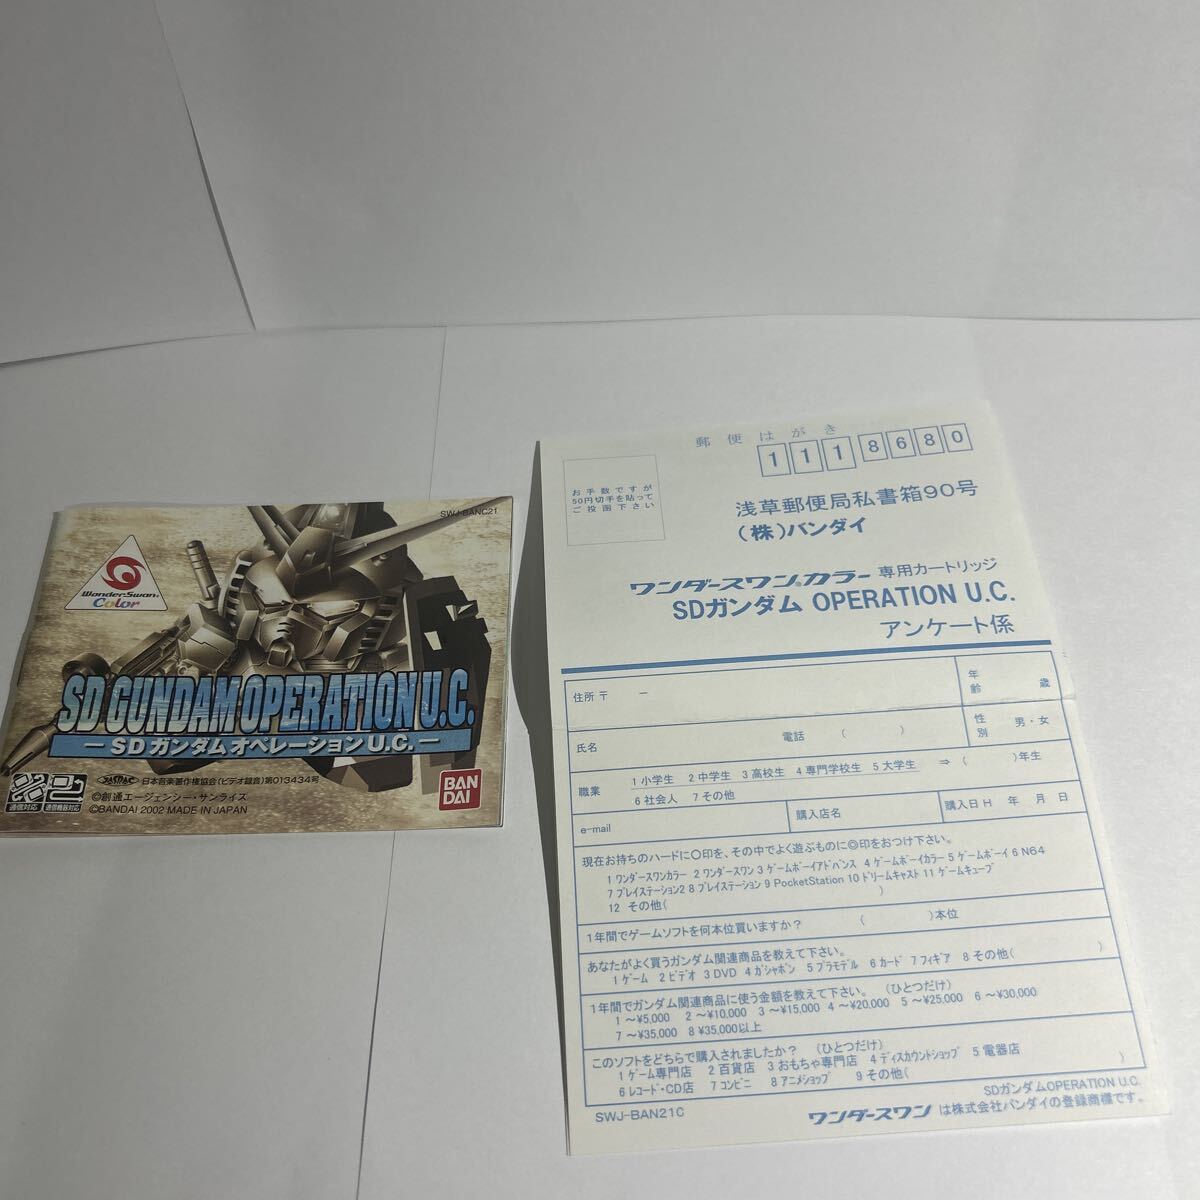 SWJ-BANC21
WonderSwan
Color
SD GUNDAM OPERATION U.C.
－SDガンダムオペレーションU.C.－
JASRAC 日本音楽著作権協会(ビデオ録音)第013434号
通信対応
通信機器対応
©創通エージェンシー・サンライズ
©BANDAI 2002 MADE IN JAPAN
BAN
DAI
郵便はがき
1118680
お手数ですが
50円切手を貼って
ご投函下さい
浅草郵便局私書箱90号
(株)バンダイ
ワンダースワンカラー 専用カートリッジ
SDガンダム OPERATION U.C.
アンケート係
住所 〒 －
年齢 歳
氏名 電話 ( )
性別 男・女
職業 1 小学生 2 中学生 3 高校生 4 専門学校生 5 大学生 ⇒ ( )年生
6 社会人 7 その他
e-mail
購入店名
購入日 H 年 月 日
現在お持ちのハードに○印を、その中でよく遊ぶものに◎印をおつけ下さい。
1 ワンダースワンカラー 2 ワンダースワン 3 ゲームボーイアドバンス 4 ゲームボーイカラー 5 ゲームボーイ 6 N64
7 プレイステーション2 8 プレイステーション 9 PocketStation 10 ドリームキャスト 11 ゲームキューブ
12 その他( )
1年間でゲームソフトを何本位買いますか? ( )本位
あなたがよく買うガンダム関連商品を教えて下さい。
1 ゲーム 2 ビデオ 3 DVD 4 ガシャポン 5 プラモデル 6 カード 7 フィギア 8 その他( )
1年間でガンダム関連商品に使う金額を教えて下さい。 (ひとつだけ)
1 ～¥5,000 2 ～¥10,000 3 ～¥15,000 4 ～¥20,000 5 ～¥25,000 6 ～¥30,000
7 ～¥35,000 8 ¥35,000以上
このソフトをどちらで購入されましたか? (ひとつだけ)
1 ゲーム専門店 2 百貨店 3 おもちゃ専門店 4 ディスカウントショップ 5 電器店
6 レコード・CD店 7 コンビニ 8 アニメショップ 9 その他( )
SDガンダムOPERATION U.C.
SWJ-BAN21C
ワンダースワンは株式会社バンダイの登録商標です。